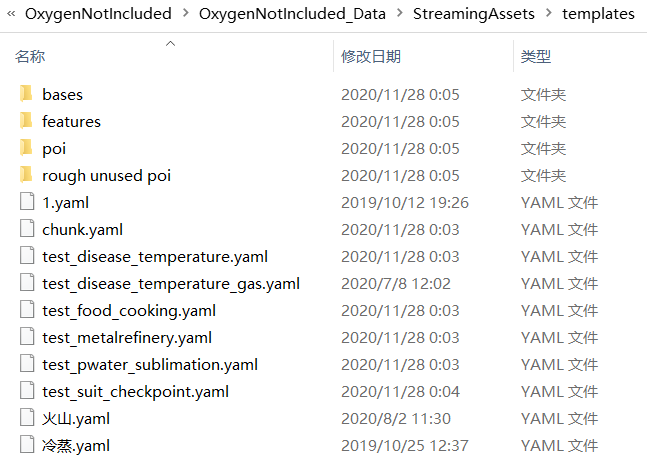 « OxygenNotIncluded > OxygenNotIncluded_Data > StreamingAssets > templates
名称 修改日期 类型
bases 2020/11/28 0:05 文件夹
features 2020/11/28 0:05 文件夹
poi 2020/11/28 0:05 文件夹
rough unused poi 2020/11/28 0:05 文件夹
1.yaml 2019/10/12 19:26 YAML 文件
chunk.yaml 2020/11/28 0:03 YAML 文件
test_disease_temperature.yaml 2020/11/28 0:03 YAML 文件
test_disease_temperature_gas.yaml 2020/7/8 12:02 YAML 文件
test_food_cooking.yaml 2020/11/28 0:03 YAML 文件
test_metalrefinery.yaml 2020/11/28 0:03 YAML 文件
test_pwater_sublimation.yaml 2020/11/28 0:03 YAML 文件
test_suit_checkpoint.yaml 2020/11/28 0:04 YAML 文件
火山.yaml 2020/8/2 11:30 YAML 文件
冷蒸.yaml 2019/10/25 12:37 YAML 文件